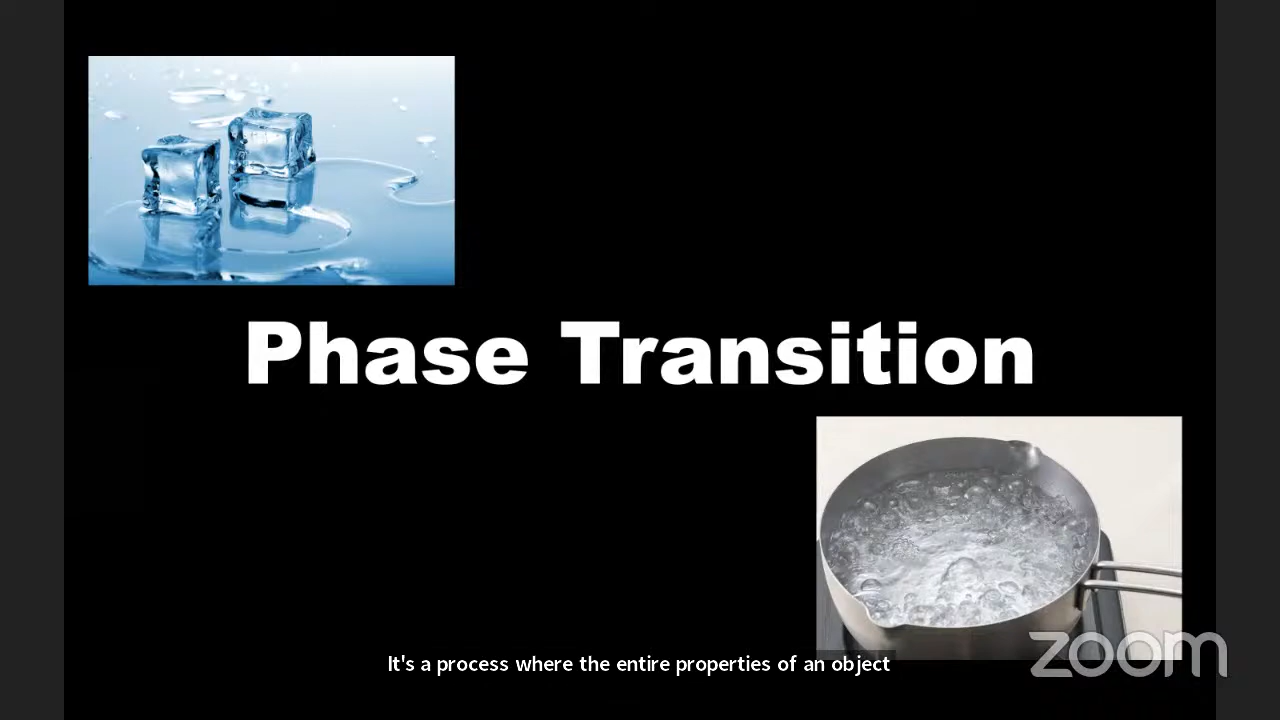 Phase Transition
It's a process where the entire properties of an object
zoom